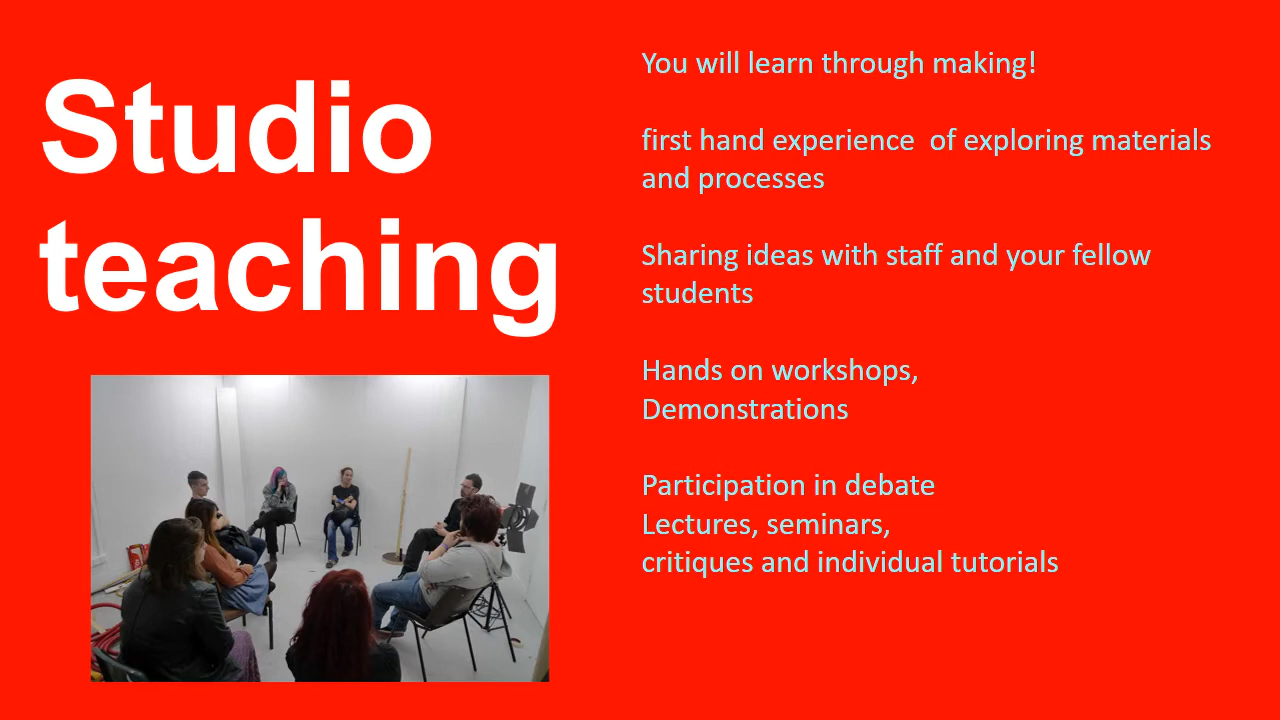 Studio
teaching
You will learn through making!
first hand experience  of exploring materials
and processes
Sharing ideas with staff and your fellow
students
Hands on workshops,
Demonstrations
Participation in debate
Lectures, seminars,
critiques and individual tutorials